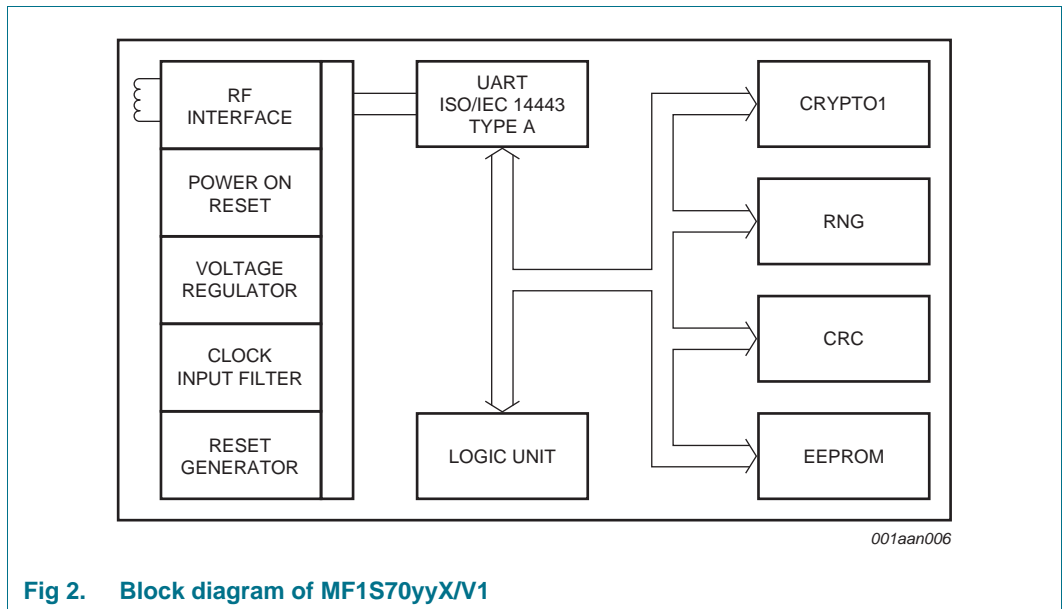 RF
INTERFACE
POWER ON
RESET
VOLTAGE
REGULATOR
CLOCK
INPUT FILTER
RESET
GENERATOR
UART
ISO/IEC 14443
TYPE A
LOGIC UNIT
CRYPTO1
RNG
CRC
EEPROM
001aan006
Fig 2. Block diagram of MF1S70yyX/V1